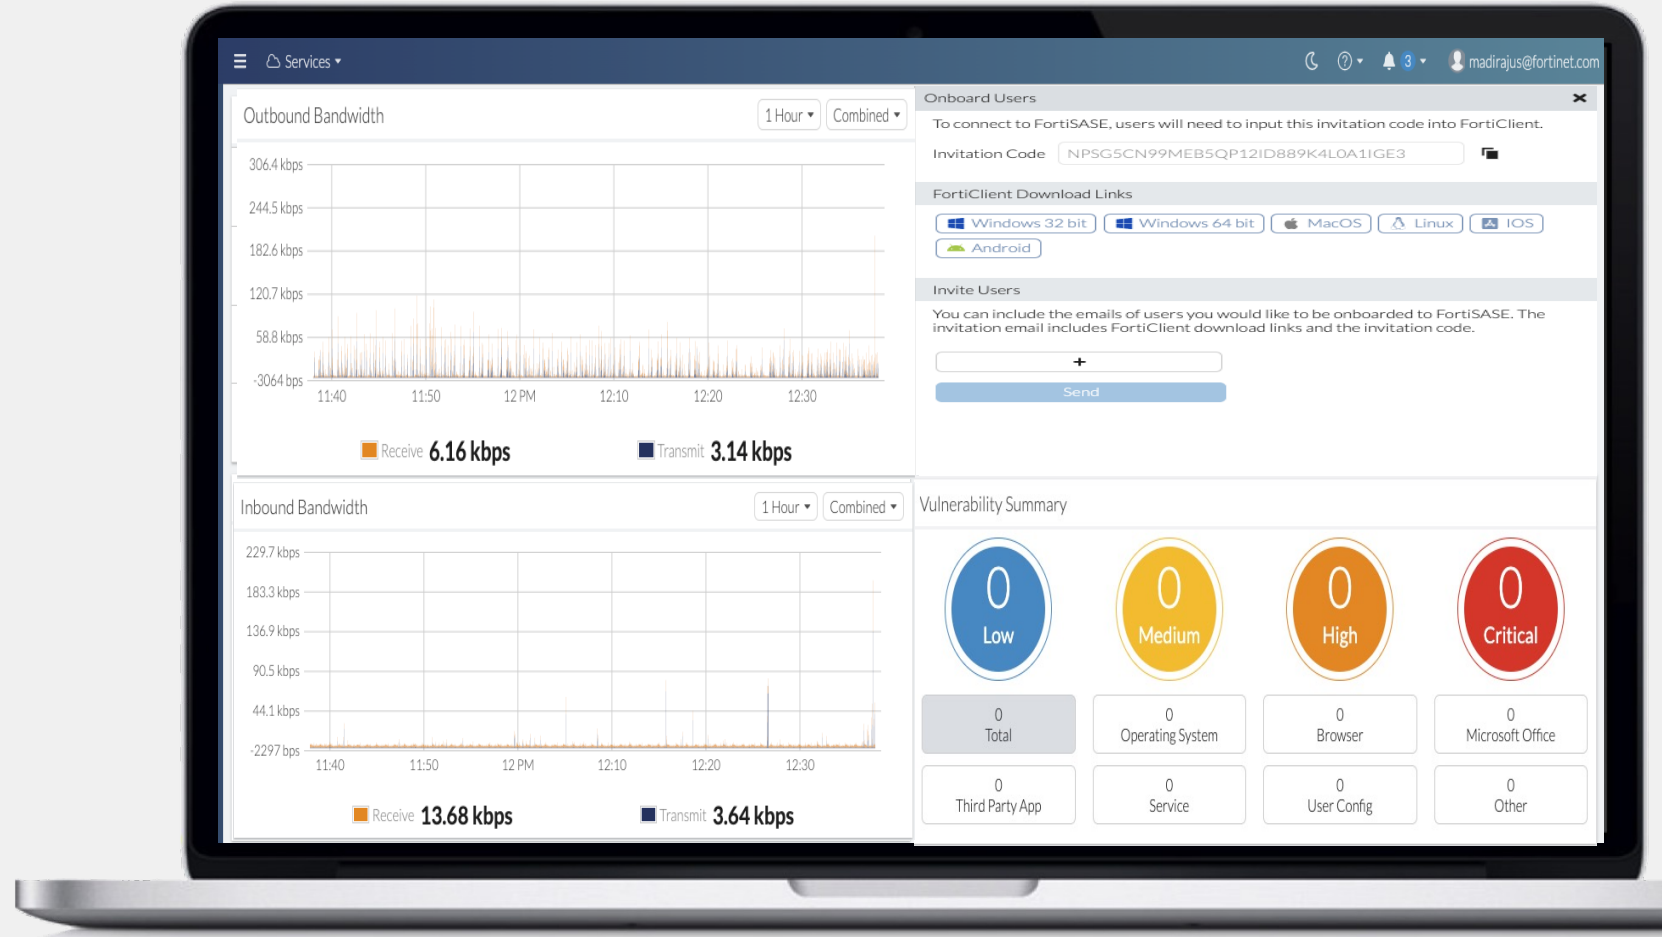 Services
3
madirajus@fortinet.com
Outbound Bandwidth
1 Hour
Combined
306.4 kbps
244.5 kbps
182.6 kbps
120.7 kbps
58.8 kbps
-3064 bps
11:40 11:50 12 PM 12:10 12:20 12:30
Receive 6.16 kbps Transmit 3.14 kbps
Onboard Users
To connect to FortiSASE, users will need to input this invitation code into FortiClient.
Invitation Code NPSG5CN99MEB5QP12ID889K4L0A1IGE3
FortiClient Download Links
Windows 32 bit Windows 64 bit MacOS Linux IOS
Android
Invite Users
You can include the emails of users you would like to be onboarded to FortiSASE. The
invitation email includes FortiClient download links and the invitation code.
+
Send
Inbound Bandwidth
1 Hour
Combined
229.7 kbps
183.3 kbps
136.9 kbps
90.5 kbps
44.1 kbps
-2297 bps
11:40 11:50 12 PM 12:10 12:20 12:30
Receive 13.68 kbps Transmit 3.64 kbps
Vulnerability Summary
0
Low
0
Medium
0
High
0
Critical
0
Total
0
Operating System
0
Browser
0
Microsoft Office
0
Third Party App
0
Service
0
User Config
0
Other